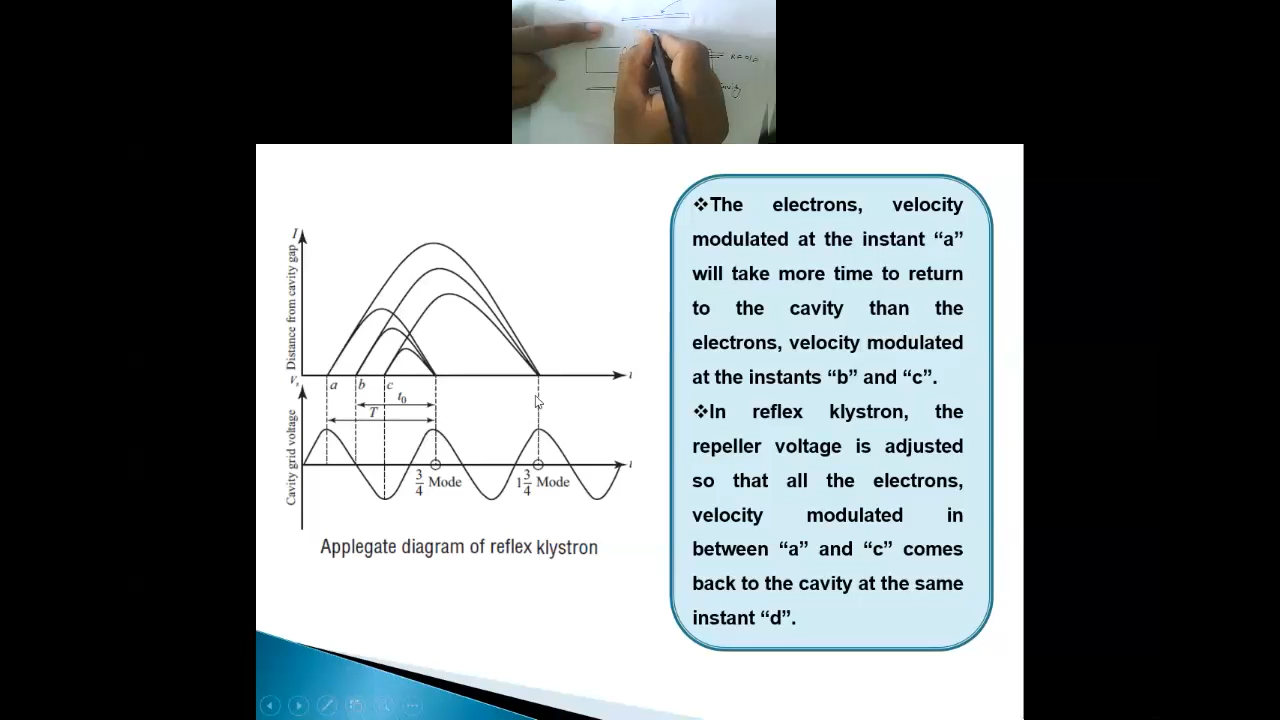 I
Distance from cavity gap
a
b
c
t
t₀
T
Vs
Cavity grid voltage
3/4 Mode
1 3/4 Mode
t
Applegate diagram of reflex klystron
❖The electrons, velocity
modulated at the instant “a”
will take more time to return
to the cavity than the
electrons, velocity modulated
at the instants “b” and “c”.
❖In reflex klystron, the
repeller voltage is adjusted
so that all the electrons,
velocity modulated in
between “a” and “c” comes
back to the cavity at the same
instant “d”.